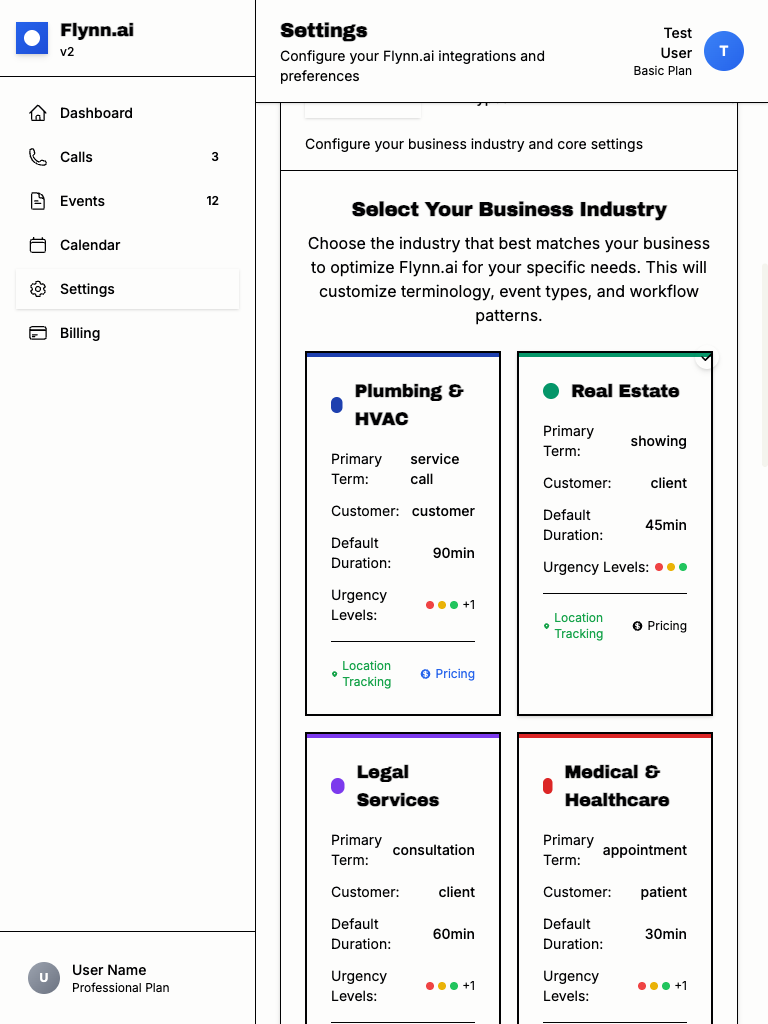 Flynn.ai
v2
Dashboard
Calls 3
Events 12
Calendar
Settings
Billing
U
User Name
Professional Plan
Settings
Configure your Flynn.ai integrations and
preferences
Test
User
Basic Plan
T
Configure your business industry and core settings
Select Your Business Industry
Choose the industry that best matches your business
to optimize Flynn.ai for your specific needs. This will
customize terminology, event types, and workflow
patterns.
Plumbing &
HVAC
Primary
Term:
service
call
Customer: customer
Default
Duration:
90min
Urgency
Levels:
+1
Location
Tracking
Pricing
Real Estate
Primary
Term:
showing
Customer: client
Default
Duration:
45min
Urgency Levels:
Location
Tracking
Pricing
Legal
Services
Primary
Term:
consultation
Customer: client
Default
Duration:
60min
Urgency
Levels:
+1
Medical &
Healthcare
Primary
Term:
appointment
Customer: patient
Default
Duration:
30min
Urgency
Levels:
+1